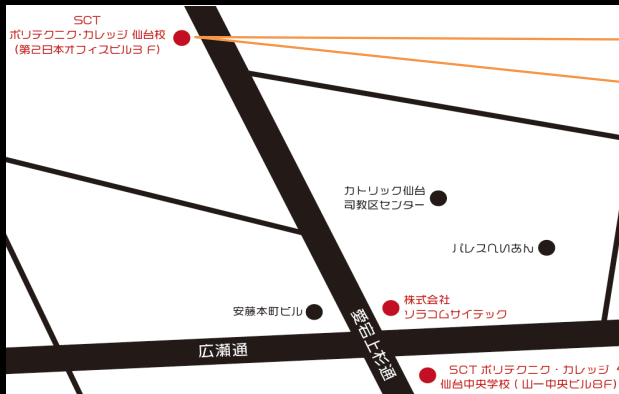 SCT
ポリテクニク・カレッジ 仙台校
(第2日本オフィスビル3 F)
カトリック仙台
司教区センター
パレスへいあん
株式会社
ソラコムサイテック
安藤本町ビル
愛宕上杉通
広瀬通
SCT ポリテクニク・カレッジ
仙台中央学校 ( 山一中央ビル8F)